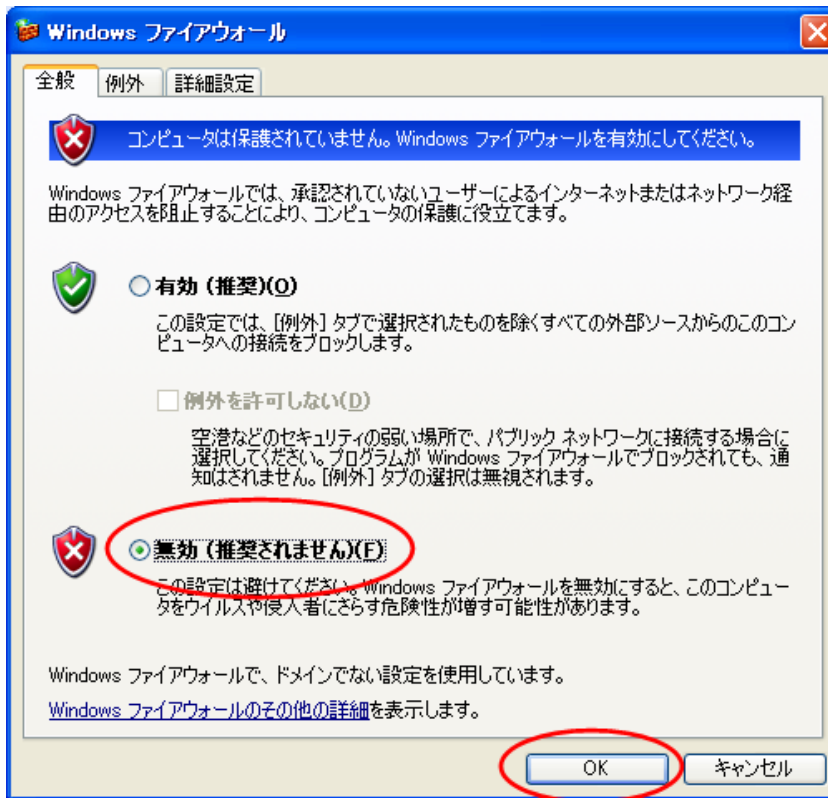 Windows ファイアウォール
全般 例外 詳細設定
コンピュータは保護されていません。Windows ファイアウォールを有効にしてください。
Windows ファイアウォールでは、承認されていないユーザーによるインターネットまたはネットワーク経
由のアクセスを阻止することにより、コンピュータの保護に役立てます。
有効 (推奨)(O)
この設定では、[例外] タブで選択されたものを除くすべての外部ソースからのこのコン
ピュータへの接続をブロックします。
例外を許可しない(D)
空港などのセキュリティの弱い場所で、パブリック ネットワークに接続する場合に
選択してください。プログラムが Windows ファイアウォールでブロックされても、通
知はされません。[例外] タブの選択は無視されます。
無効 (推奨されません)(F)
この設定は避けてください。Windows ファイアウォールを無効にすると、このコンピュー
タをウイルスや侵入者にさらす危険性が増す可能性があります。
Windows ファイアウォールで、ドメインでない設定を使用しています。
Windows ファイアウォールのその他の詳細を表示します。
OK キャンセル